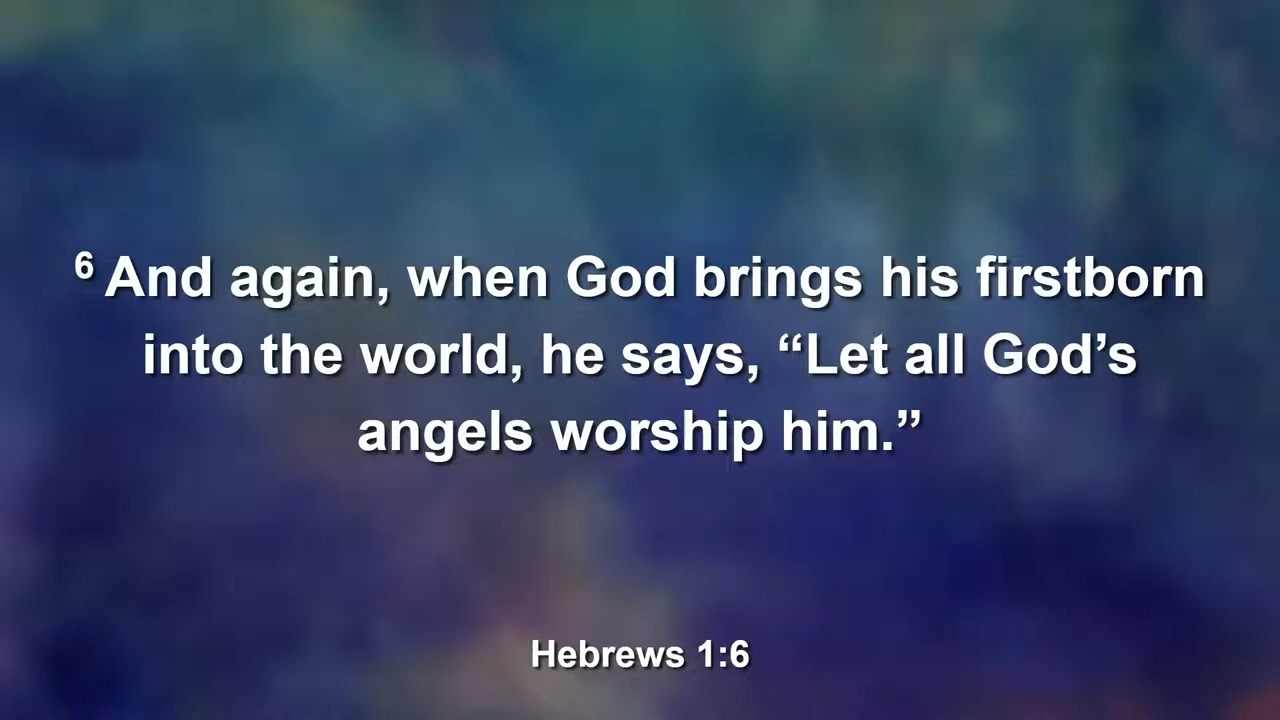 6 And again, when God brings his firstborn
into the world, he says, “Let all God’s
angels worship him.”
Hebrews 1:6